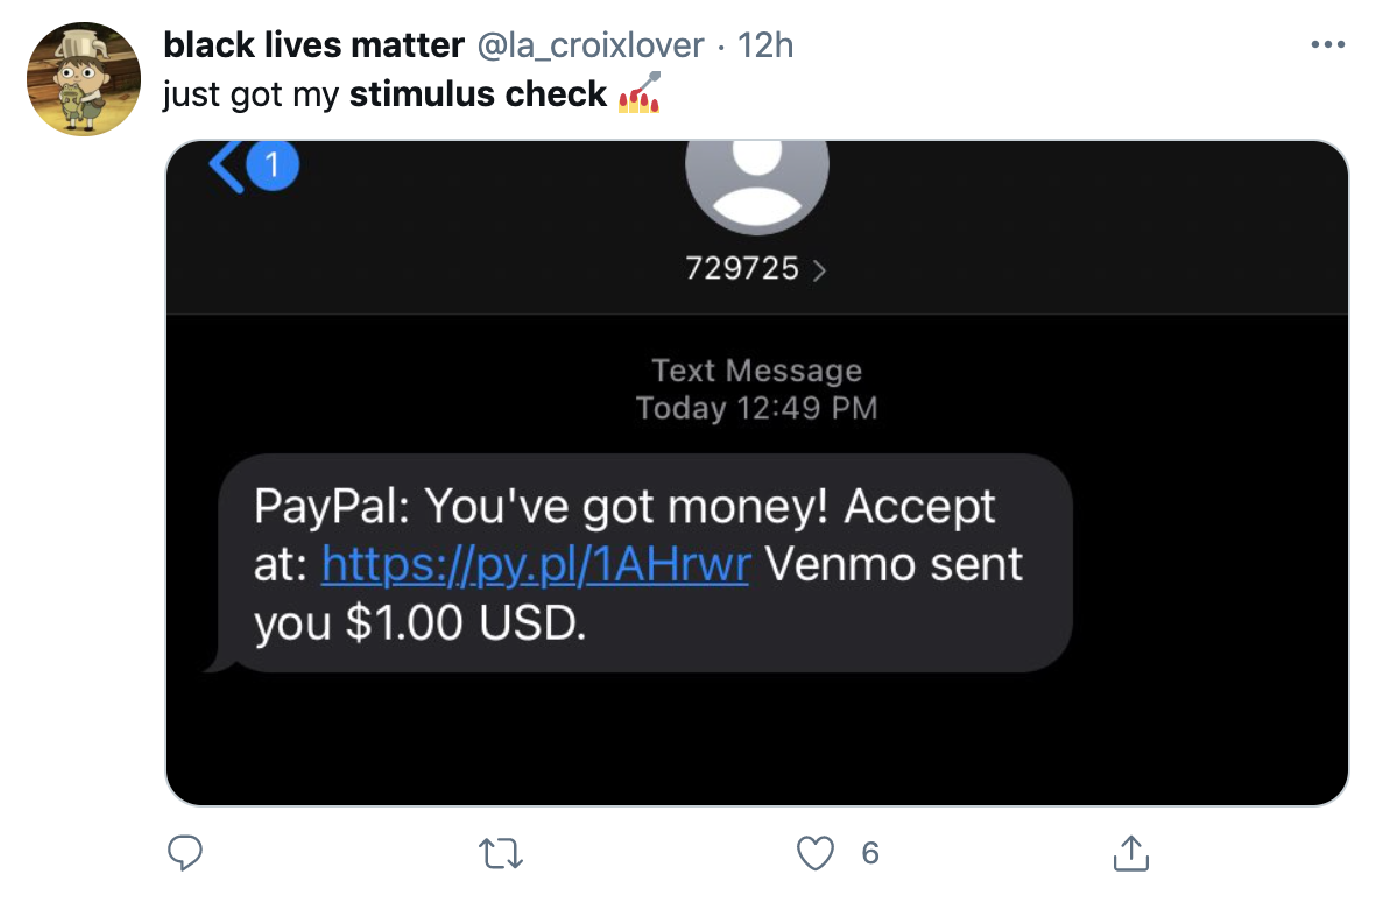 black lives matter @la_croixlover · 12h
just got my stimulus check 💅
1
729725
Text Message
Today 12:49 PM
PayPal: You've got money! Accept
at: https://py.pl/1AHrwr Venmo sent
you $1.00 USD.
6